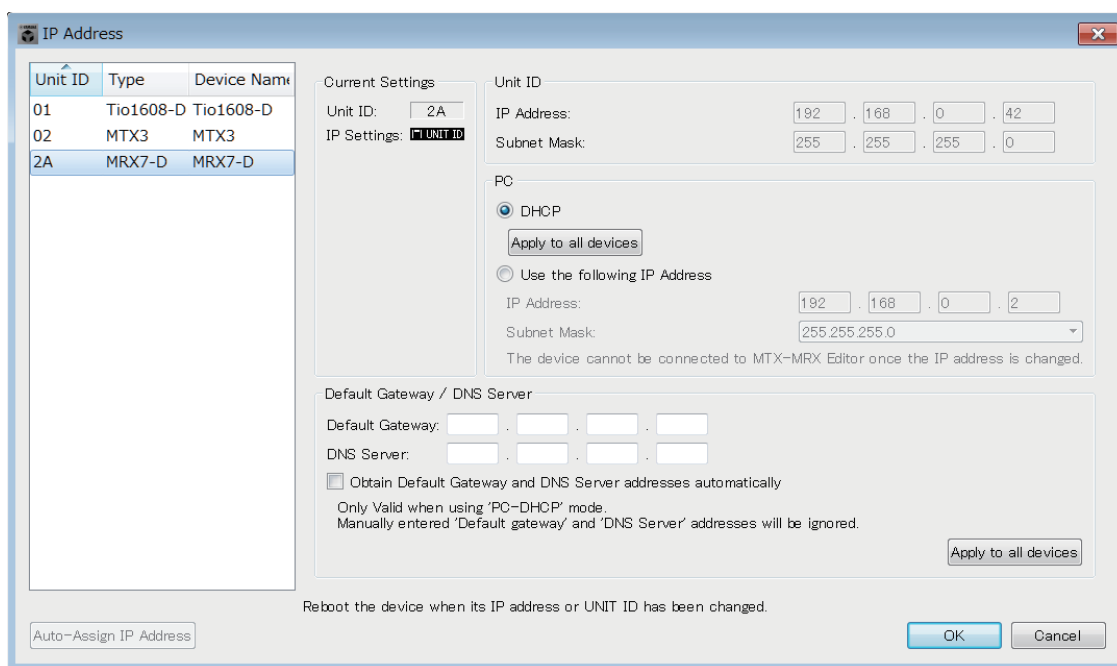 IP Address
Unit ID Type Device Name
01 Tio1608-D Tio1608-D
02 MTX3 MTX3
2A MRX7-D MRX7-D
Current Settings
Unit ID: 2A
IP Settings: UNIT ID
Unit ID
IP Address: 192 . 168 . 0 . 42
Subnet Mask: 255 . 255 . 255 . 0
PC
DHCP
Apply to all devices
Use the following IP Address
IP Address: 192 . 168 . 0 . 2
Subnet Mask: 255.255.255.0
The device cannot be connected to MTX-MRX Editor once the IP address is changed.
Default Gateway / DNS Server
Default Gateway: . . .
DNS Server: . . .
Obtain Default Gateway and DNS Server addresses automatically
Only Valid when using 'PC-DHCP' mode.
Manually entered 'Default gateway' and 'DNS Server' addresses will be ignored.
Apply to all devices
Reboot the device when its IP address or UNIT ID has been changed.
Auto-Assign IP Address
OK
Cancel